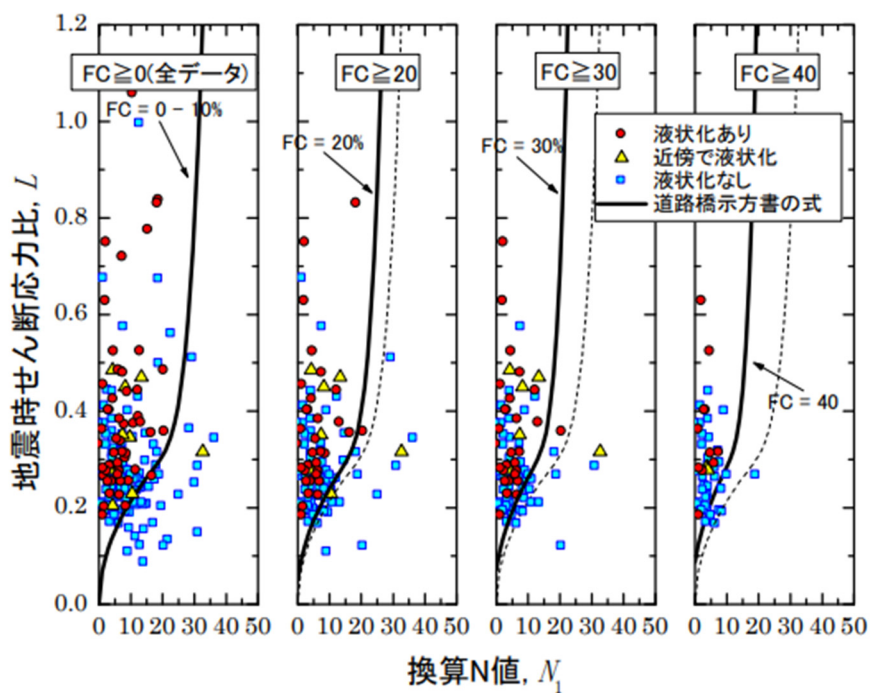 地震時せん断応力比, L
1.2
1.0
0.8
0.6
0.4
0.2
0.0
FC≧0(全データ)
FC = 0 - 10%
FC≧20
FC = 20%
FC≧30
FC = 30%
FC≧40
FC = 40
液状化あり
近傍で液状化
液状化なし
道路橋示方書の式
0 10 20 30 40 50
0 10 20 30 40 50
0 10 20 30 40 50
0 10 20 30 40 50
換算N値, N1